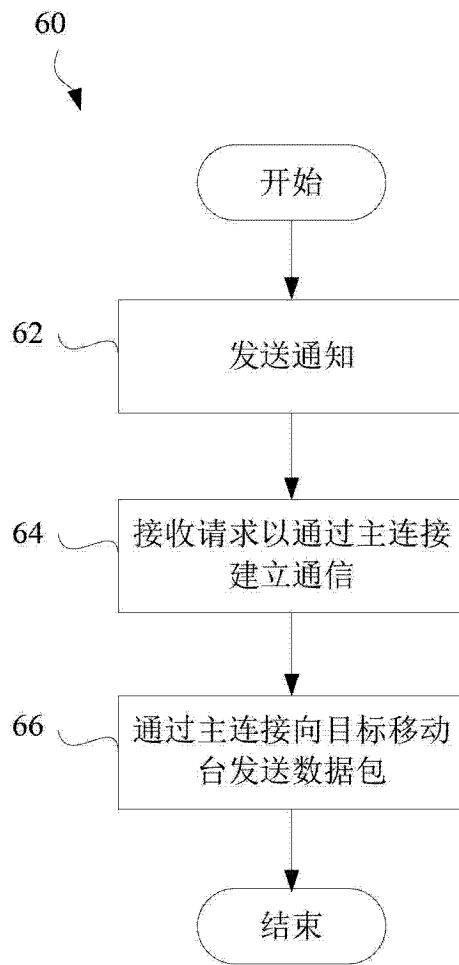 60
开始
62
发送通知
64
接收请求以通过主连接
建立通信
66
通过主连接向目标移动
台发送数据包
结束